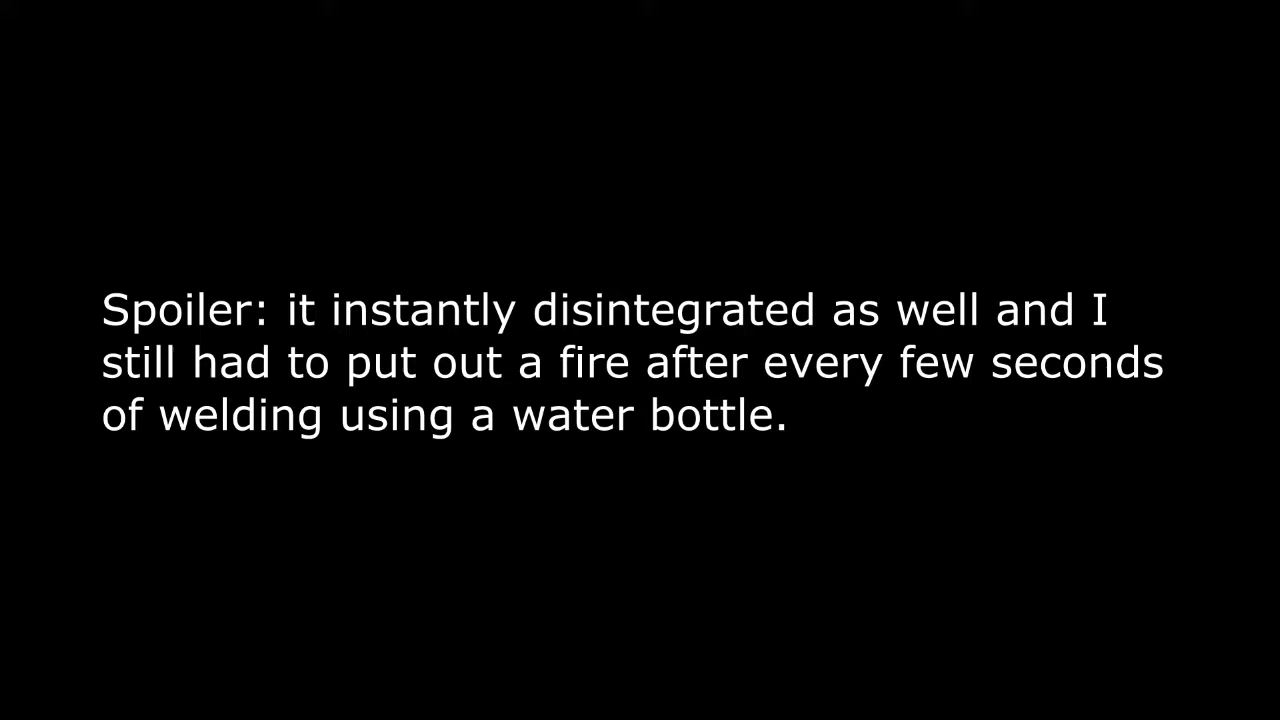 Spoiler: it instantly disintegrated as well and I
still had to put out a fire after every few seconds
of welding using a water bottle.